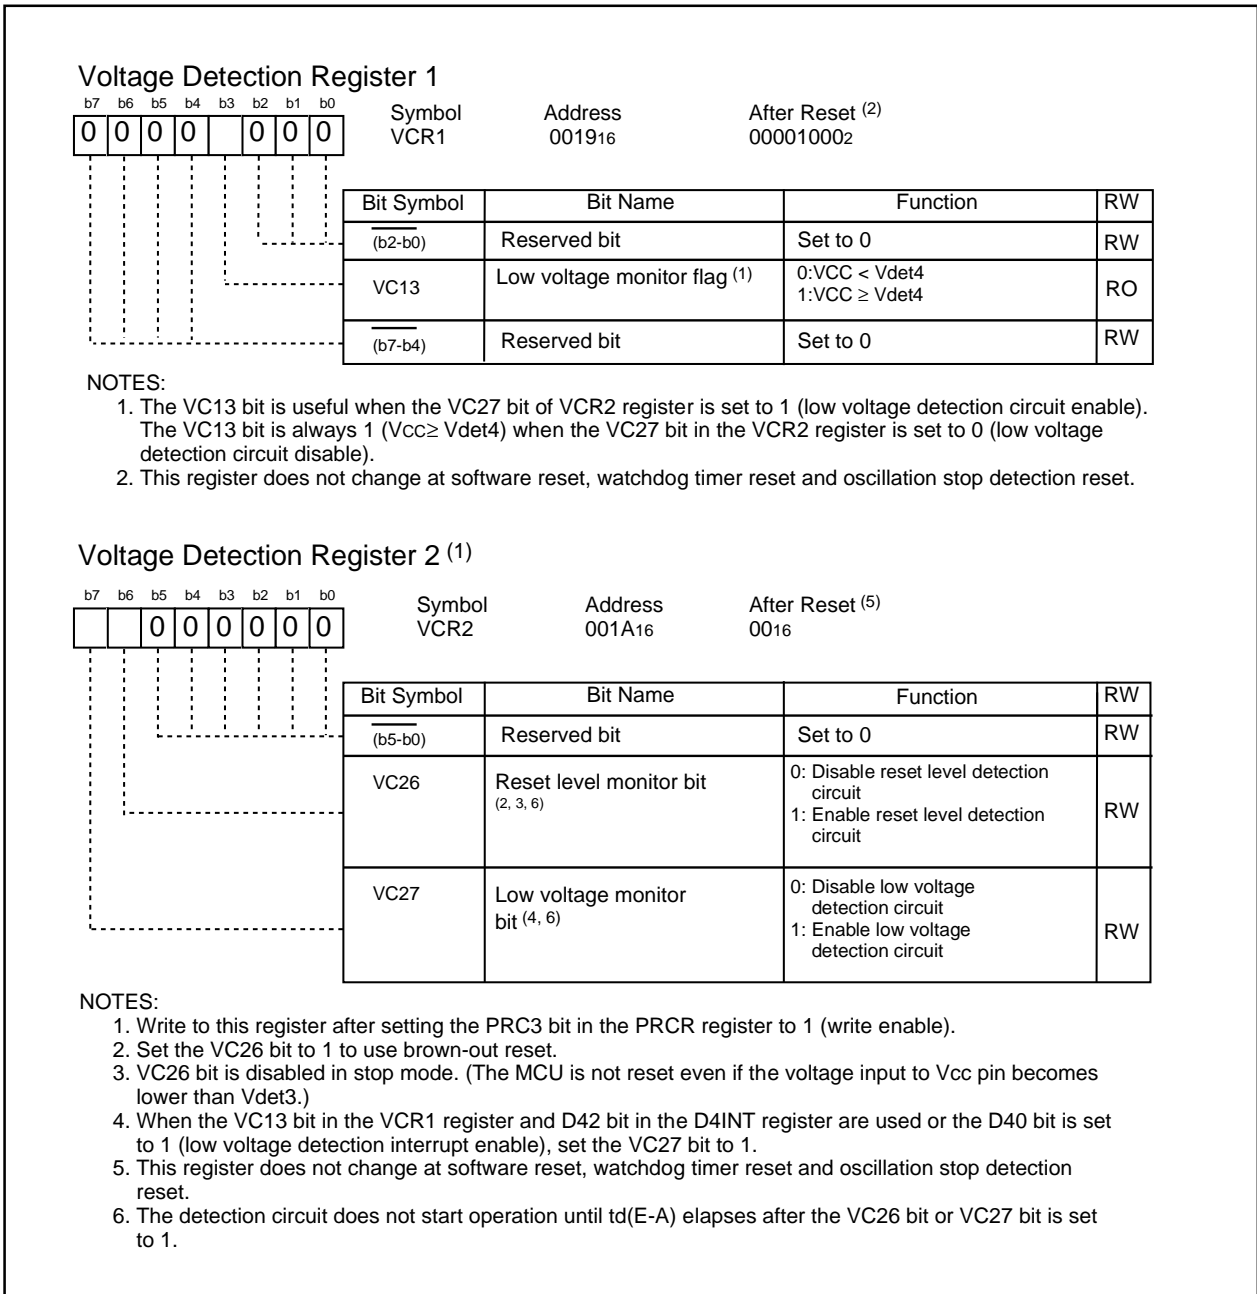 Voltage Detection Register 1
b7 b6 b5 b4 b3 b2 b1 b0
Symbol Address After Reset (2)
0 0 0 0 0 0 0
VCR1 001916 000010002
Bit Symbol Bit Name Function RW
(b2-b0) Reserved bit Set to 0 RW
VC13 Low voltage monitor flag (1) 0:VCC < Vdet4
1:VCC ≥ Vdet4 RO
(b7-b4) Reserved bit Set to 0 RW
NOTES:
1. The VC13 bit is useful when the VC27 bit of VCR2 register is set to 1 (low voltage detection circuit enable).
The VC13 bit is always 1 (VCC≥ Vdet4) when the VC27 bit in the VCR2 register is set to 0 (low voltage
detection circuit disable).
2. This register does not change at software reset, watchdog timer reset and oscillation stop detection reset.
Voltage Detection Register 2 (1)
b7 b6 b5 b4 b3 b2 b1 b0
Symbol Address After Reset (5)
0 0 0 0 0 0
VCR2 001A16 0016
Bit Symbol Bit Name Function RW
(b5-b0) Reserved bit Set to 0 RW
VC26 Reset level monitor bit
(2, 3, 6)
0: Disable reset level detection
circuit
1: Enable reset level detection
circuit
RW
VC27 Low voltage monitor
bit (4, 6)
0: Disable low voltage
detection circuit
1: Enable low voltage
detection circuit
RW
NOTES:
1. Write to this register after setting the PRC3 bit in the PRCR register to 1 (write enable).
2. Set the VC26 bit to 1 to use brown-out reset.
3. VC26 bit is disabled in stop mode. (The MCU is not reset even if the voltage input to Vcc pin becomes
lower than Vdet3.)
4. When the VC13 bit in the VCR1 register and D42 bit in the D4INT register are used or the D40 bit is set
to 1 (low voltage detection interrupt enable), set the VC27 bit to 1.
5. This register does not change at software reset, watchdog timer reset and oscillation stop detection
reset.
6. The detection circuit does not start operation until td(E-A) elapses after the VC26 bit or VC27 bit is set
to 1.